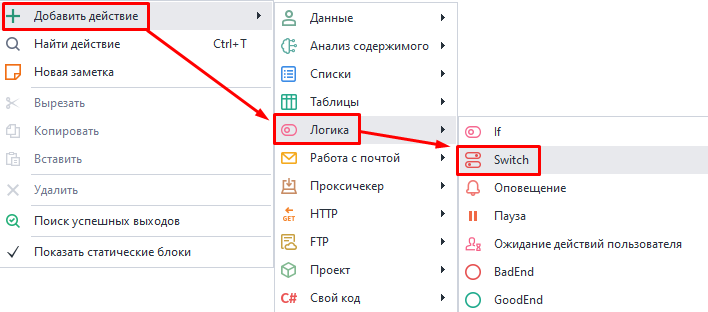 Добавить действие
Найти действие Ctrl+T
Новая заметка
Вырезать
Копировать
Вставить
Удалить
Поиск успешных выходов
Показать статические блоки
Данные
Анализ содержимого
Списки
Таблицы
Логика
Работа с почтой
Проксичекер
GET HTTP
FTP
Проект
C# Свой код
If
Switch
Оповещение
Пауза
Ожидание действий пользователя
BadEnd
GoodEnd